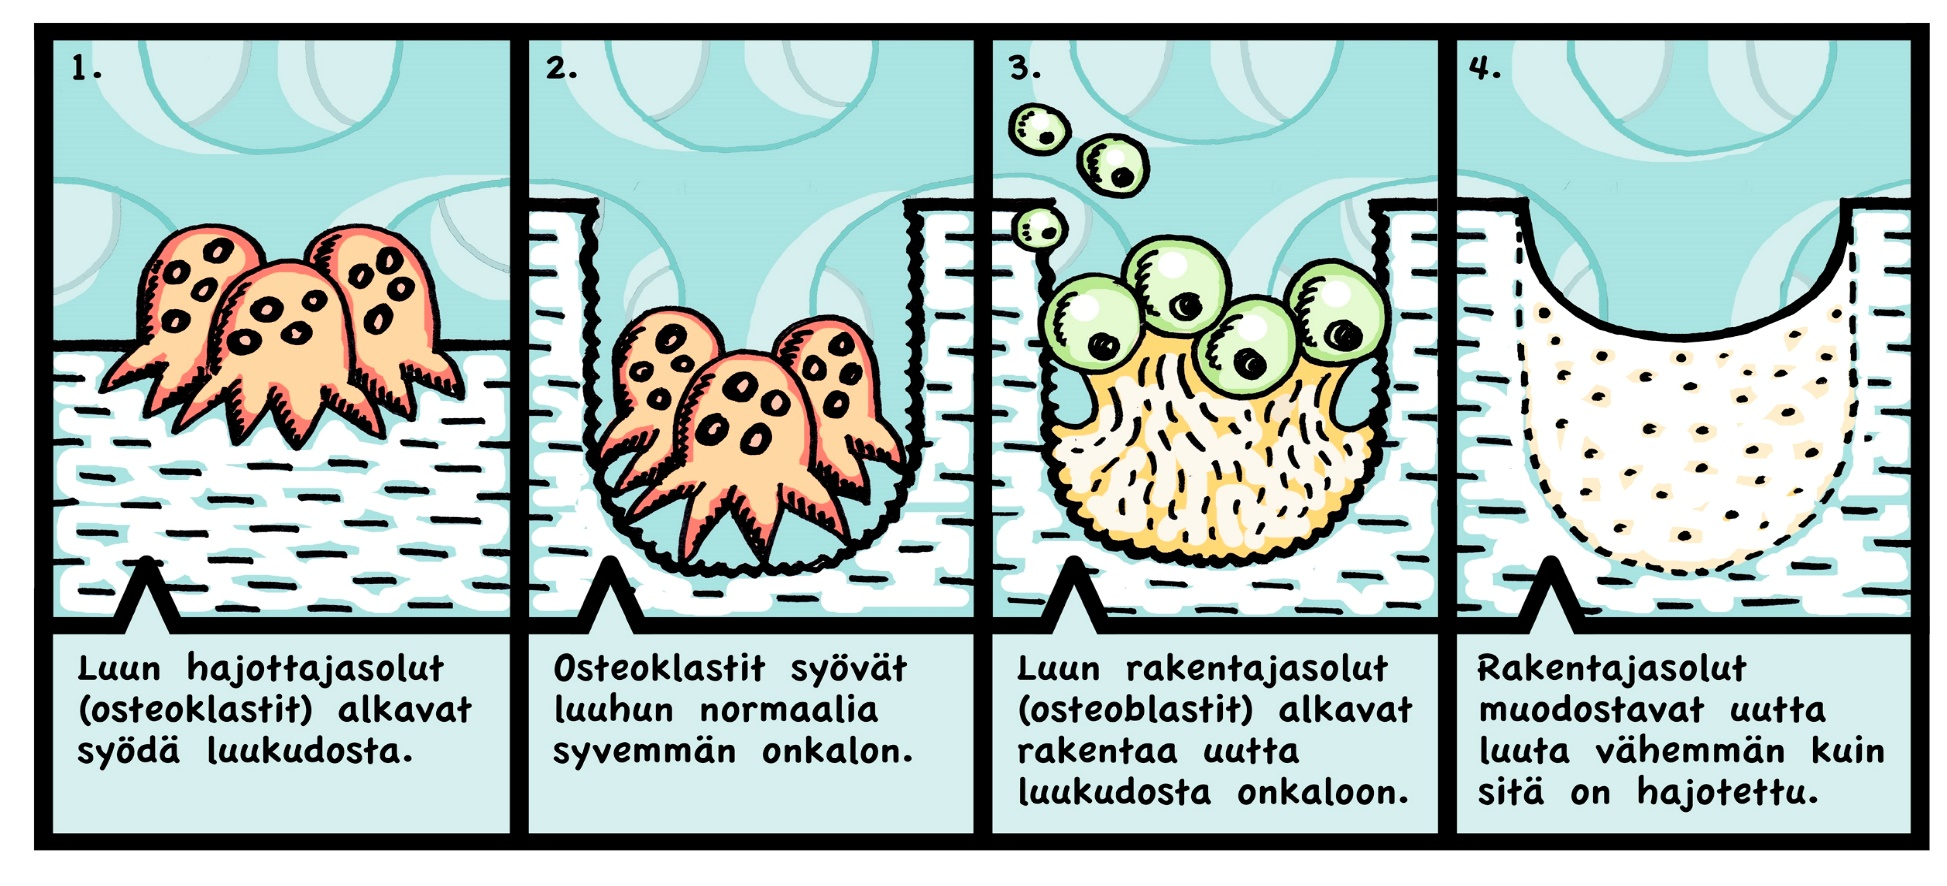 1.
Luun hajottajasolut
(osteoklastit) alkavat
syödä luukudosta.
2.
Osteoklastit syövät
luuhun normaalia
syvemmän onkalon.
3.
Luun rakentajasolut
(osteoblastit) alkavat
rakentaa uutta
luukudosta onkaloon.
4.
Rakentajasolut
muodostavat uutta
luuta vähemmän kuin
sitä on hajotettu.